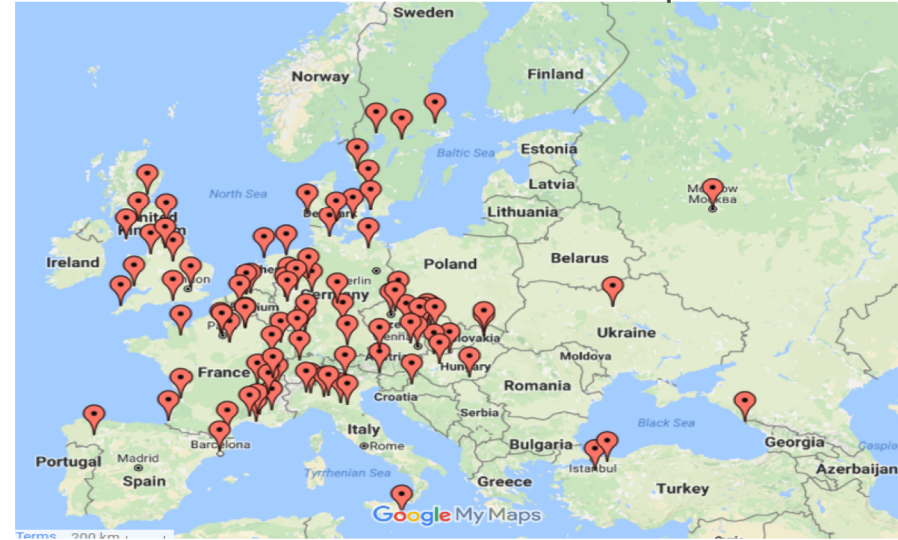 Sweden
Norway
Finland
Estonia
Baltic Sea
Latvia
Lithuania
North Sea
Москва
Ireland
Belarus
Poland
Ukraine
Moldova
France
Hungary
Romania
Croatia
Serbia
Italy
Rome
Barcelona
Bulgaria
Black Sea
Georgia
Istanbul
Azerbaijan
Portugal
Madrid
Spain
Tyrrhenian Sea
Greece
Turkey
Google My Maps
Terms
200 km